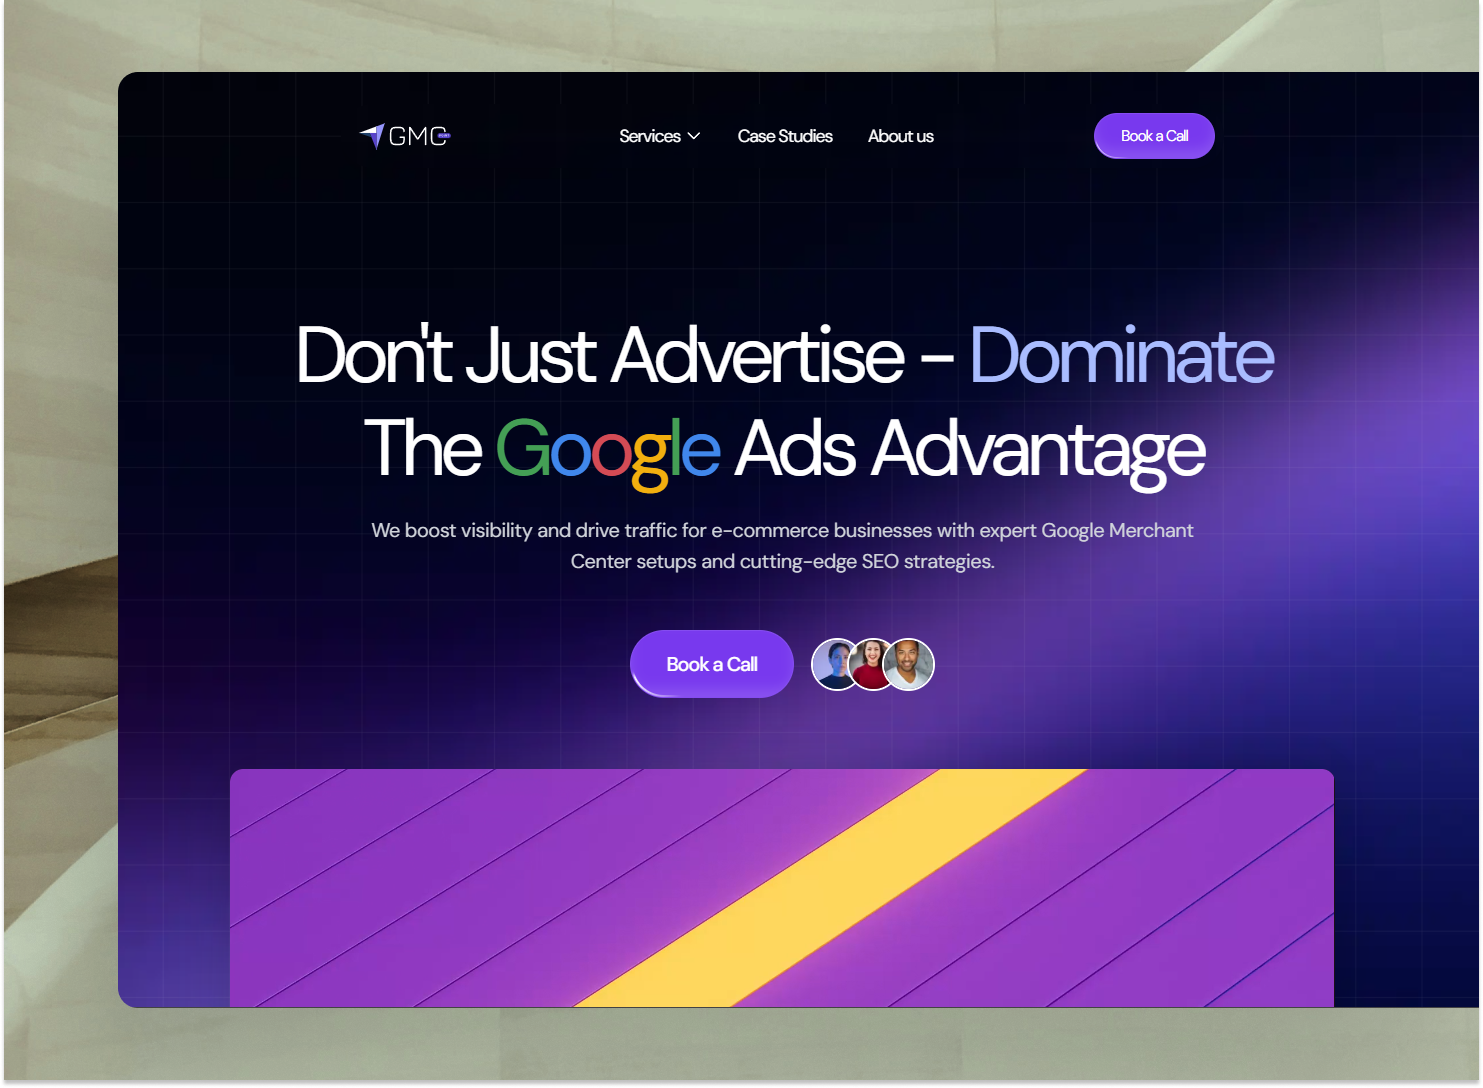 GMC
Services
Case Studies
About us
Book a Call
Don't Just Advertise - Dominate
The Google Ads Advantage
We boost visibility and drive traffic for e-commerce businesses with expert Google Merchant
Center setups and cutting-edge SEO strategies.
Book a Call